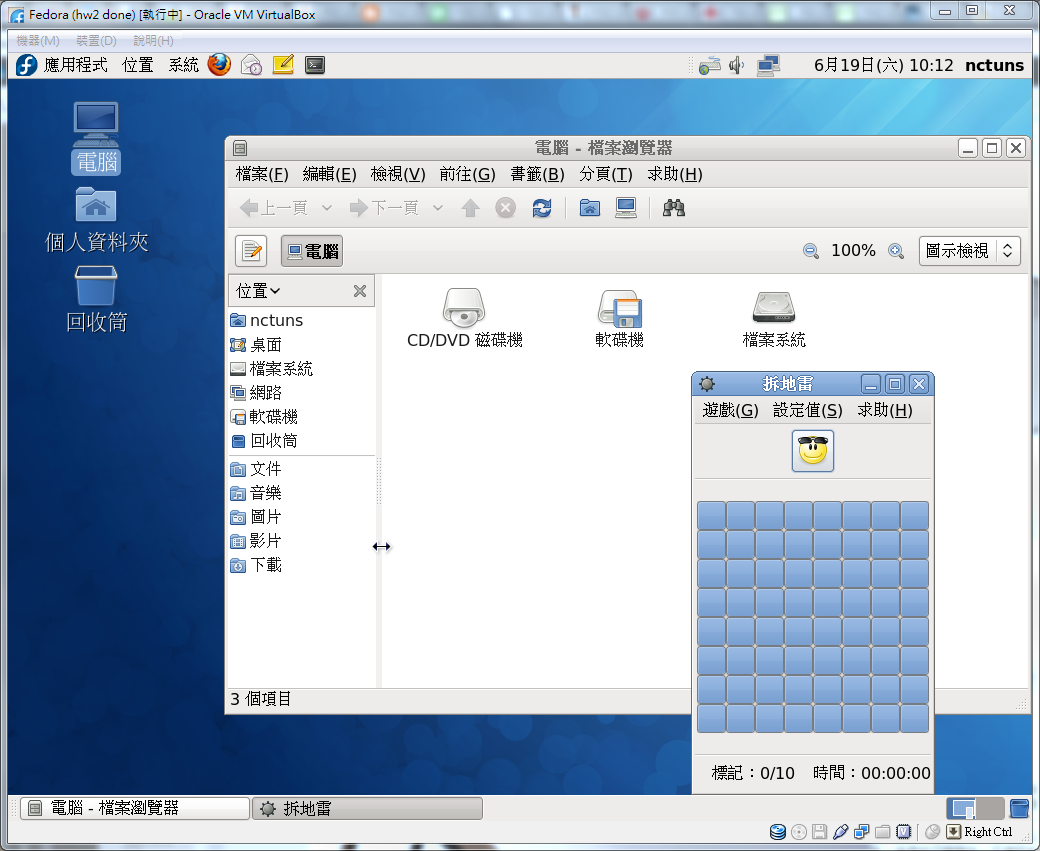 Fedora (hw2 done) [執行中] - Oracle VM VirtualBox
機器(M) 裝置(D) 說明(H)
應用程式 位置 系統 6月19日(六) 10:12 nctuns
電腦
個人資料夾
回收筒
電腦 - 檔案瀏覽器
檔案(F) 編輯(E) 檢視(V) 前往(G) 書籤(B) 分頁(T) 求助(H)
上一頁 下一頁
電腦 100% 圖示檢視
位置
nctuns
桌面
檔案系統
網路
軟碟機
回收筒
文件
音樂
圖片
影片
下載
CD/DVD 磁碟機 軟碟機 檔案系統
3 個項目
拆地雷
遊戲(G) 設定值(S) 求助(H)
標記：0/10 時間：00:00:00
電腦 - 檔案瀏覽器 拆地雷
Right Ctrl